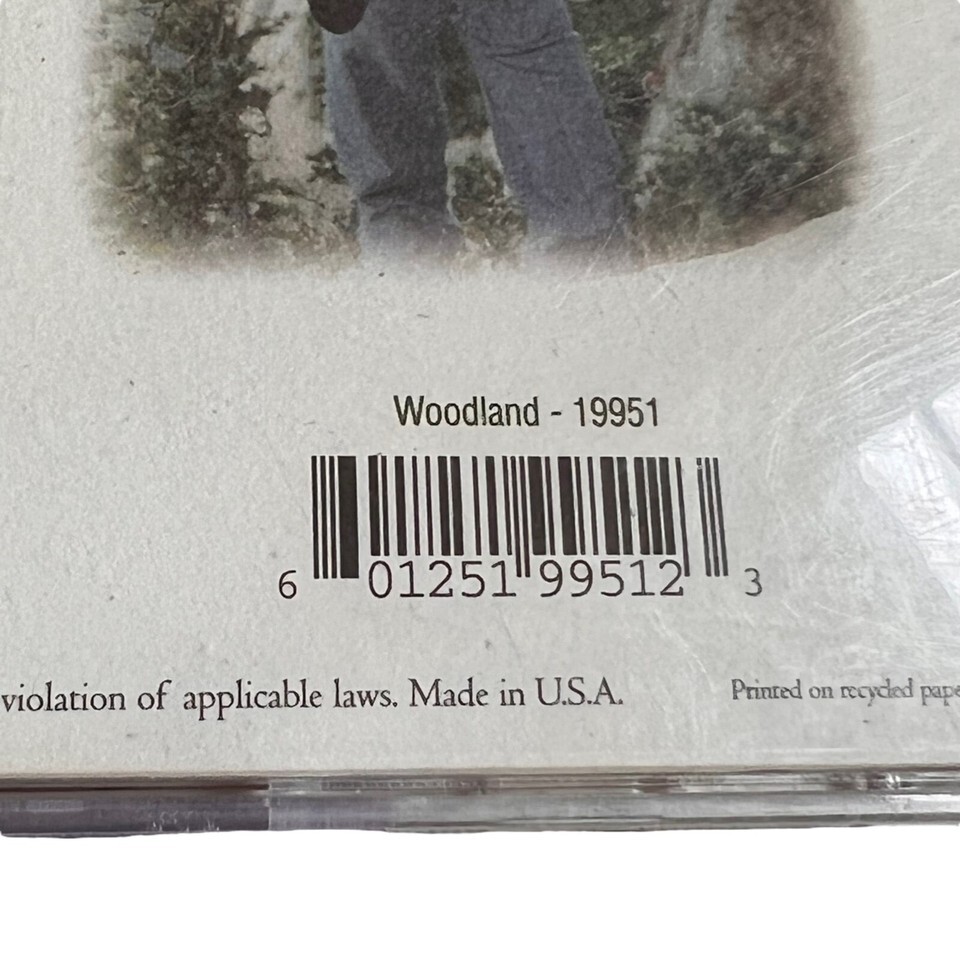 Woodland - 19951
6 01251 99512 3
violation of applicable laws. Made in U.S.A.
Printed on recycled